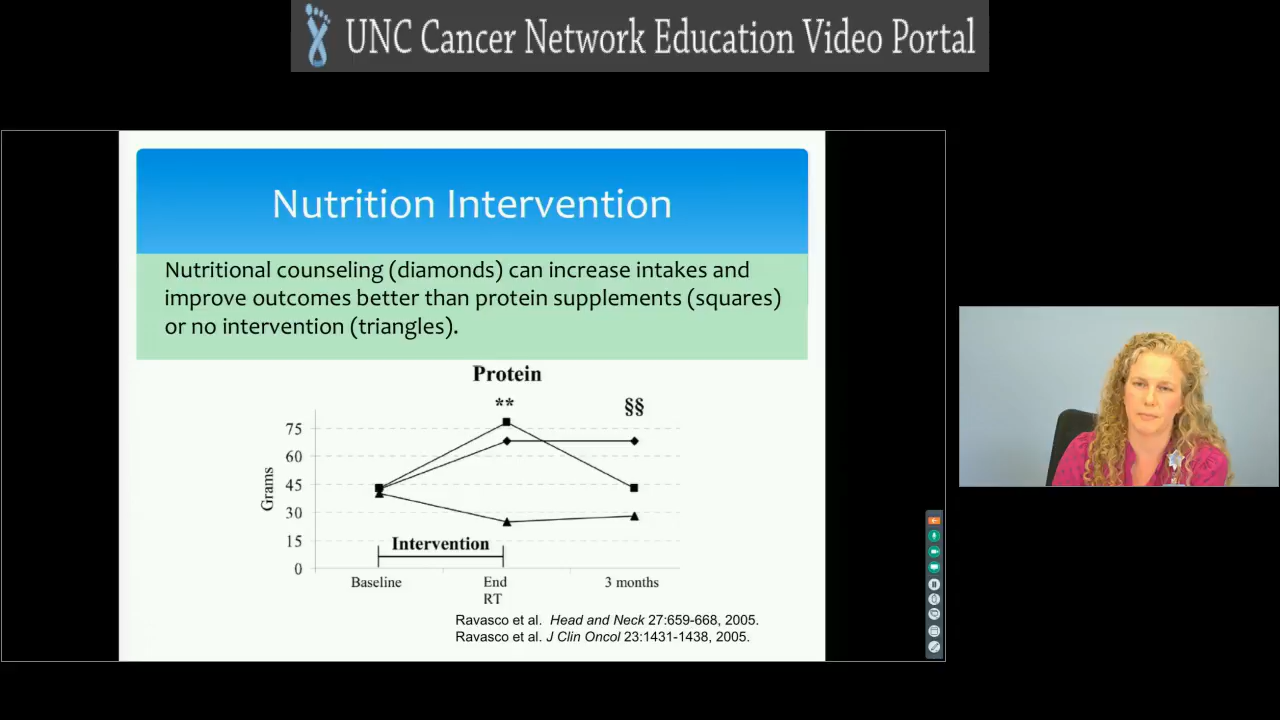 UNC Cancer Network Education Video Portal
Nutrition Intervention
Nutritional counseling (diamonds) can increase intakes and
improve outcomes better than protein supplements (squares)
or no intervention (triangles).
Protein
** §§
75
60
45
30
15
0
Grams
Intervention
Baseline End 3 months
RT
Ravasco et al. Head and Neck 27:659-668, 2005.
Ravasco et al. J Clin Oncol 23:1431-1438, 2005.